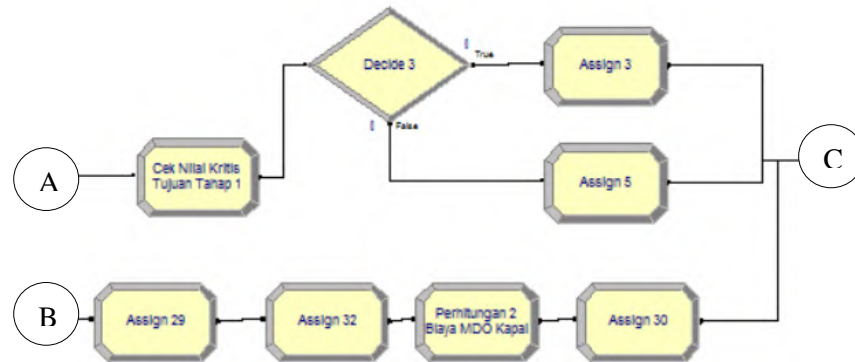 Decide 3
True
Assign 3
False
A
Cek Nilai Kritis
Tujuan Tahap 1
Assign 5
C
B
Assign 29
Assign 32
Perhitungan 2
Biaya MDO Kapal
Assign 30